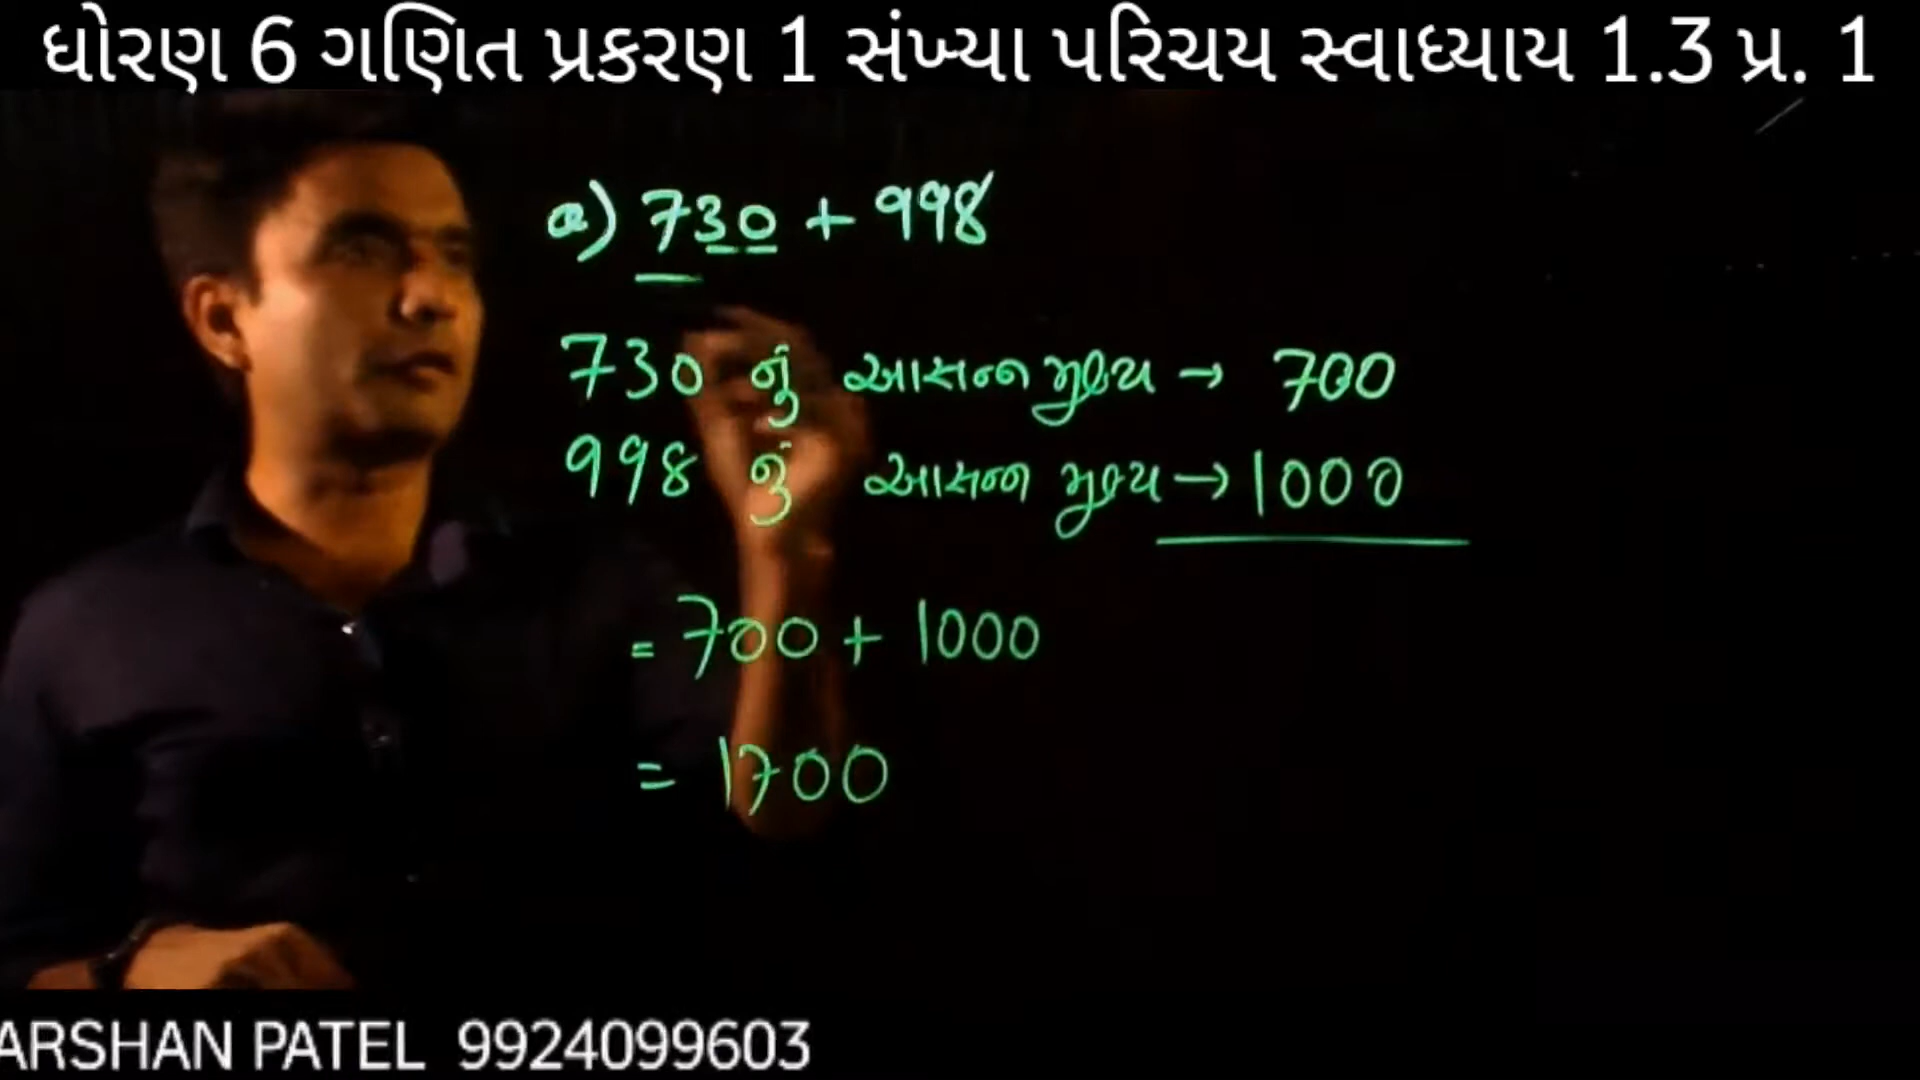 ધોરણ 6 ગણિત પ્રકરણ 1 સંખ્યા પરિચય સ્વાધ્યાય 1.3 પ્ર. 1
a) 730 + 998
730 નું આસન્ન મૂલ્ય → 700
998 નું આસન્ન મૂલ્ય → 1000
= 700 + 1000
= 1700
ARSHAN PATEL 9924099603